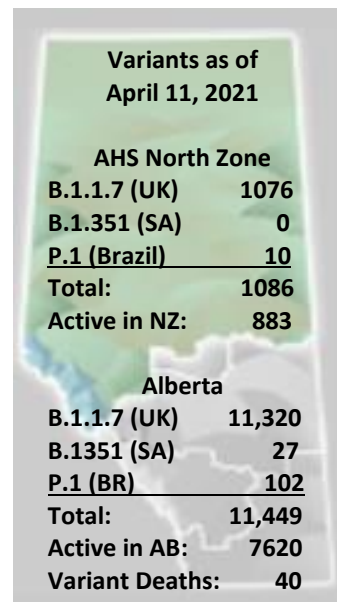 Variants as of
April 11, 2021
AHS North Zone
B.1.1.7 (UK) 1076
B.1.351 (SA) 0
P.1 (Brazil) 10
Total: 1086
Active in NZ: 883
Alberta
B.1.1.7 (UK) 11,320
B.1351 (SA) 27
P.1 (BR) 102
Total: 11,449
Active in AB: 7620
Variant Deaths: 40